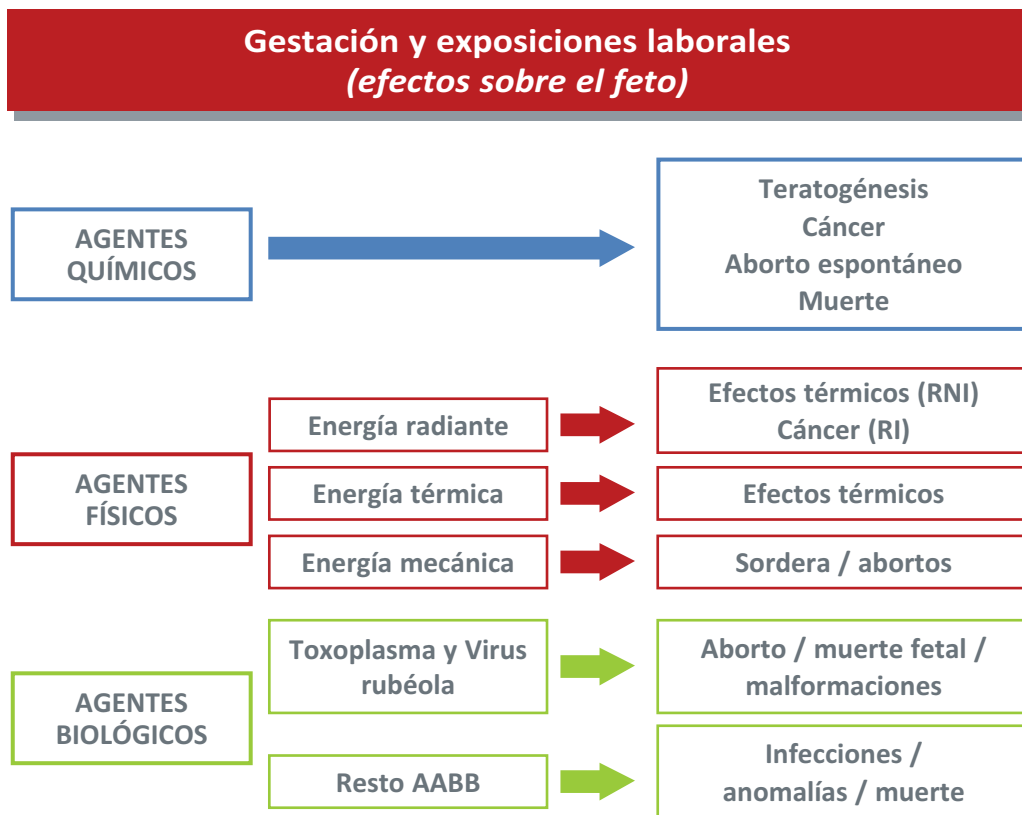 Gestación y exposiciones laborales
(efectos sobre el feto)
AGENTES
QUÍMICOS
Teratogénesis
Cáncer
Aborto espontáneo
Muerte
AGENTES
FÍSICOS
Energía radiante
Efectos térmicos (RNI)
Cáncer (RI)
Energía térmica
Efectos térmicos
Energía mecánica
Sordera / abortos
AGENTES
BIOLÓGICOS
Toxoplasma y Virus
rubéola
Aborto / muerte fetal /
malformaciones
Resto AABB
Infecciones /
anomalías / muerte